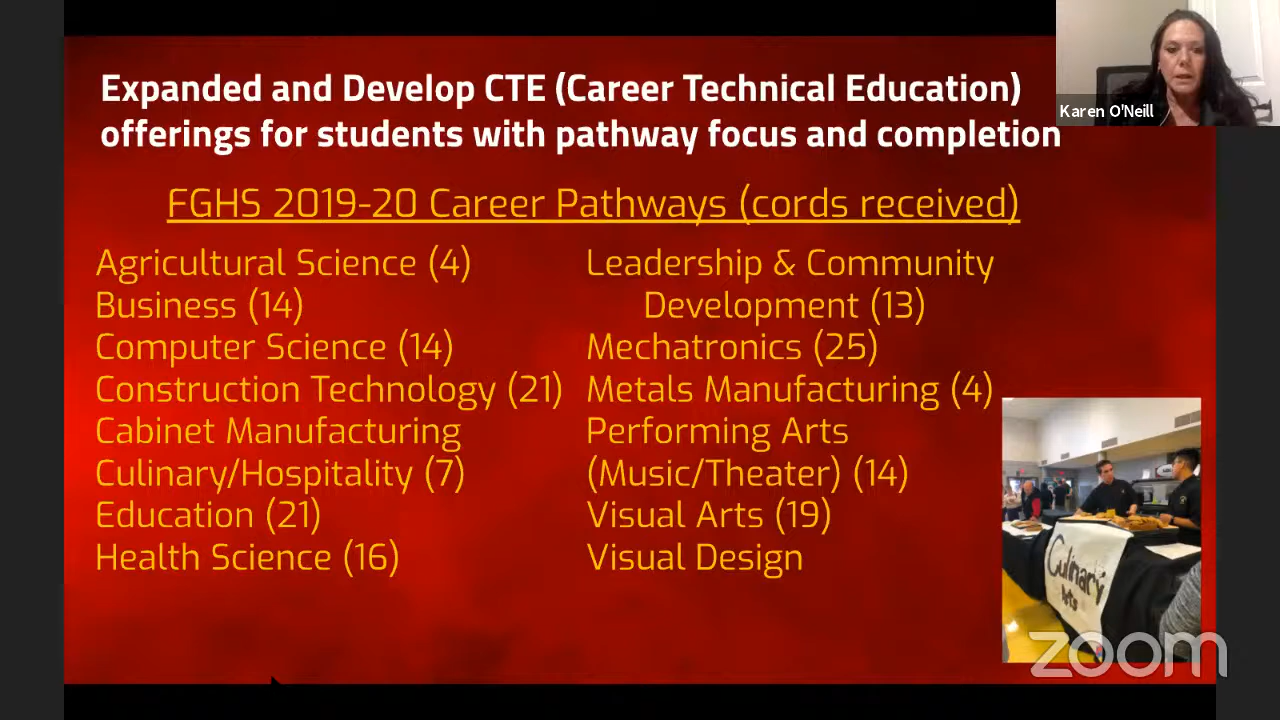 Expanded and Develop CTE (Career Technical Education)
offerings for students with pathway focus and completion
Karen O'Neill
FGHS 2019-20 Career Pathways (cords received)
Agricultural Science (4)
Business (14)
Computer Science (14)
Construction Technology (21)
Cabinet Manufacturing
Culinary/Hospitality (7)
Education (21)
Health Science (16)
Leadership & Community
Development (13)
Mechatronics (25)
Metals Manufacturing (4)
Performing Arts
(Music/Theater) (14)
Visual Arts (19)
Visual Design
Culinary
Arts
zoom